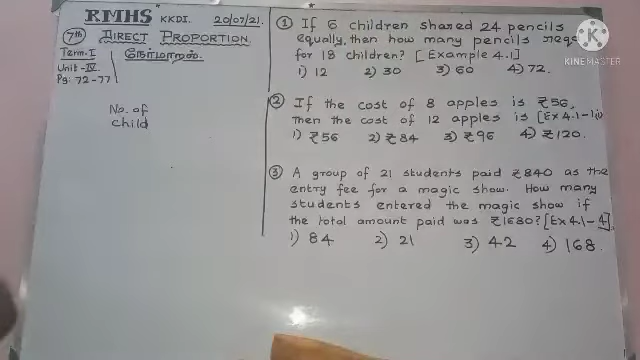 RMHS KKDI. 20/07/21.
7th DIRECT PROPORTION
Term-I நேர்மாறல்
Unit-IV
Pg: 72-77
No. of
child
① If 6 children shared 24 pencils
equally, then how many pencils
for 18 children? [Example 4.1]
1) 12 2) 30 3) 60 4) 72.
② If the cost of 8 apples is ₹56,
Then the cost of 12 apples is [Ex 4.1-1(i)
1) ₹56 2) ₹84 3) ₹96 4) ₹120.
③ A group of 21 students paid ₹840 as the
entry fee for a magic show. How many
students entered the magic show if
the total amount paid was ₹1680? [Ex 4.1-4]
1) 84 2) 21 3) 42 4) 168.
KINEMASTER